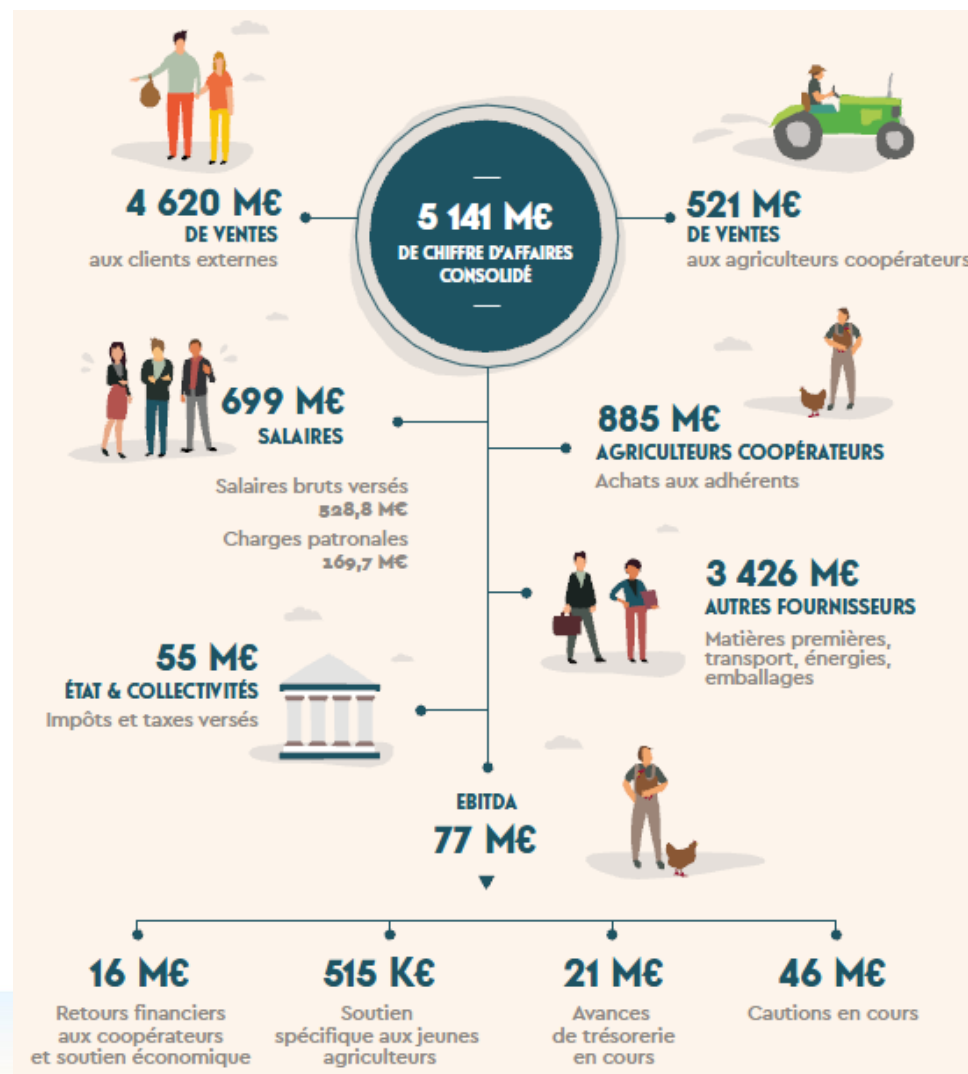 5 141 M€
DE CHIFFRE D'AFFAIRES
CONSOLIDÉ
4 620 M€
DE VENTES
aux clients externes
521 M€
DE VENTES
aux agriculteurs coopérateurs
699 M€
SALAIRES
Salaires bruts versés
528,8 M€
Charges patronales
169,7 M€
885 M€
AGRICULTEURS COOPÉRATEURS
Achats aux adhérents
3 426 M€
AUTRES FOURNISSEURS
Matières premières,
transport, énergies,
emballages
55 M€
ÉTAT & COLLECTIVITÉS
Impôts et taxes versés
EBITDA
77 M€
16 M€
Retours financiers
aux coopérateurs
et soutien économique
515 K€
Soutien
spécifique aux jeunes
agriculteurs
21 M€
Avances
de trésorerie
en cours
46 M€
Cautions en cours